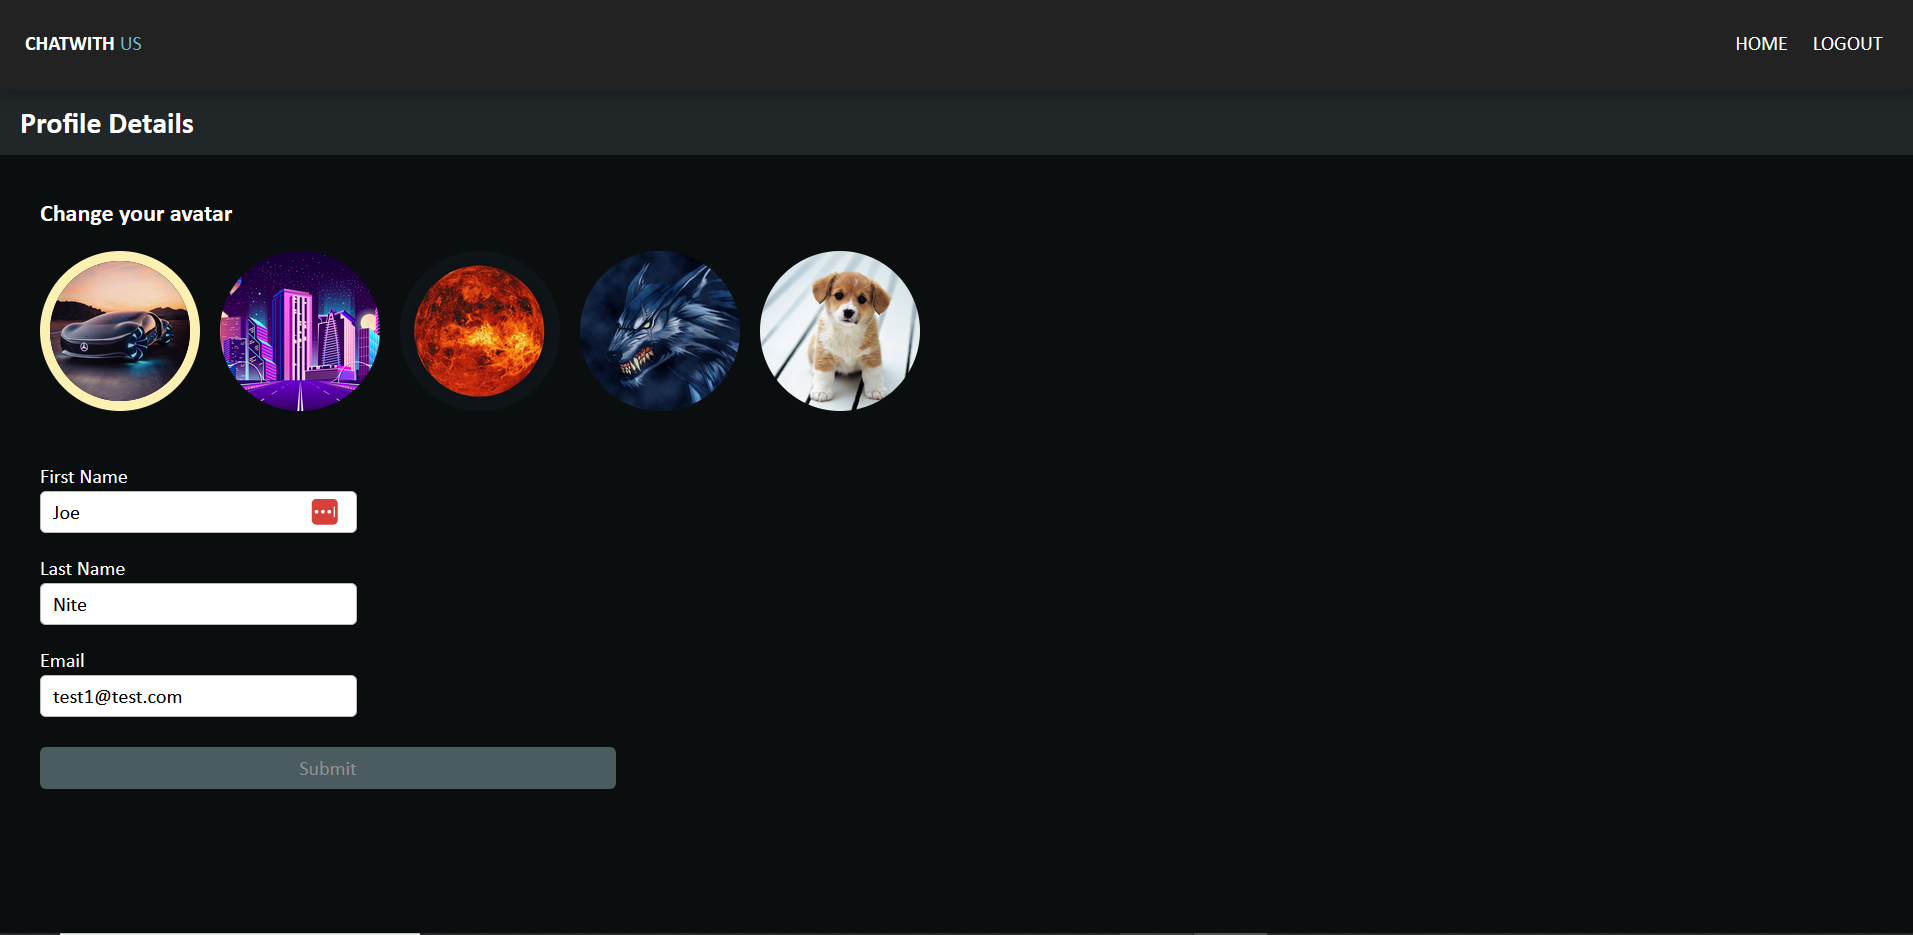 CHATWITH US
HOME LOGOUT
Profile Details
Change your avatar
First Name
Joe
Last Name
Nite
Email
test1@test.com
Submit